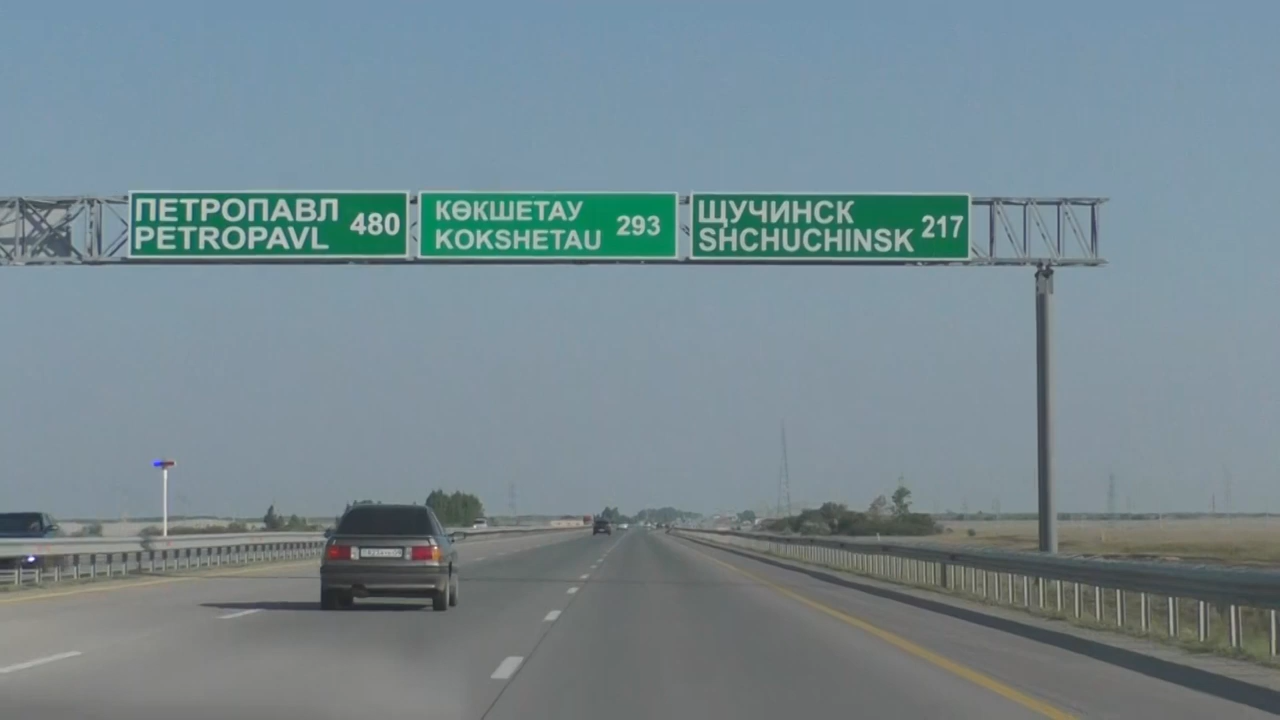 ПЕТРОПАВЛ 480
PETROPAVL
КӨКШЕТАУ 293
KOKSHETAU
ЩУЧИНСК 217
SHCHUCHINSK